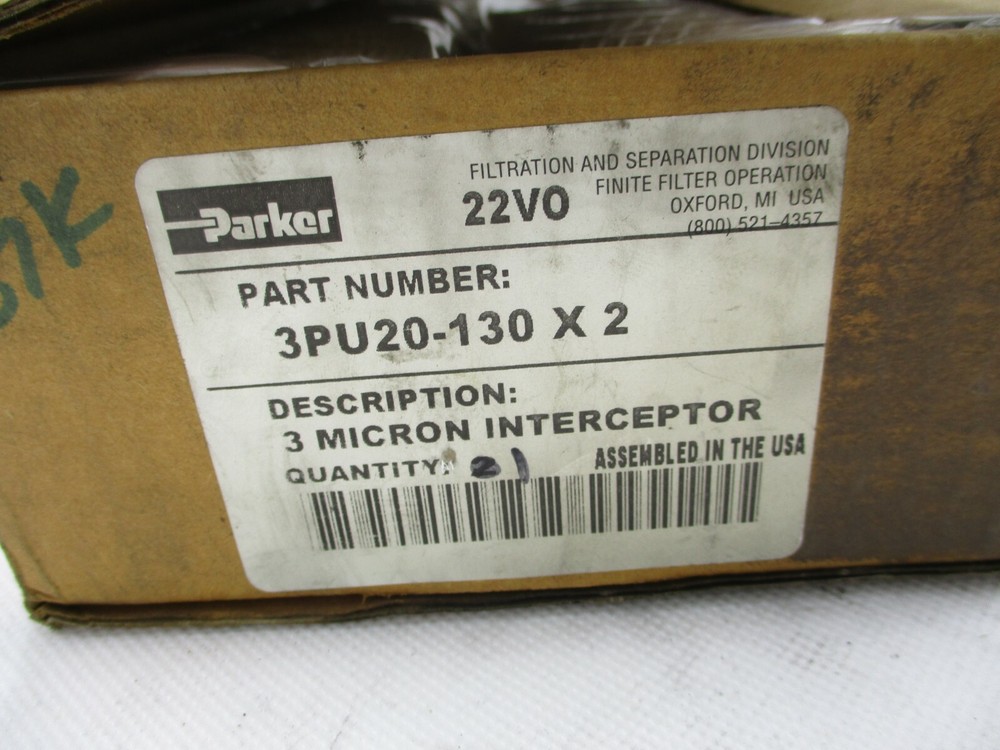 Parker
22VO
FILTRATION AND SEPARATION DIVISION
FINITE FILTER OPERATION
OXFORD, MI USA
(800) 521-4357
PART NUMBER:
3PU20-130 X 2
DESCRIPTION:
3 MICRON INTERCEPTOR
QUANTITY: 21
ASSEMBLED IN THE USA